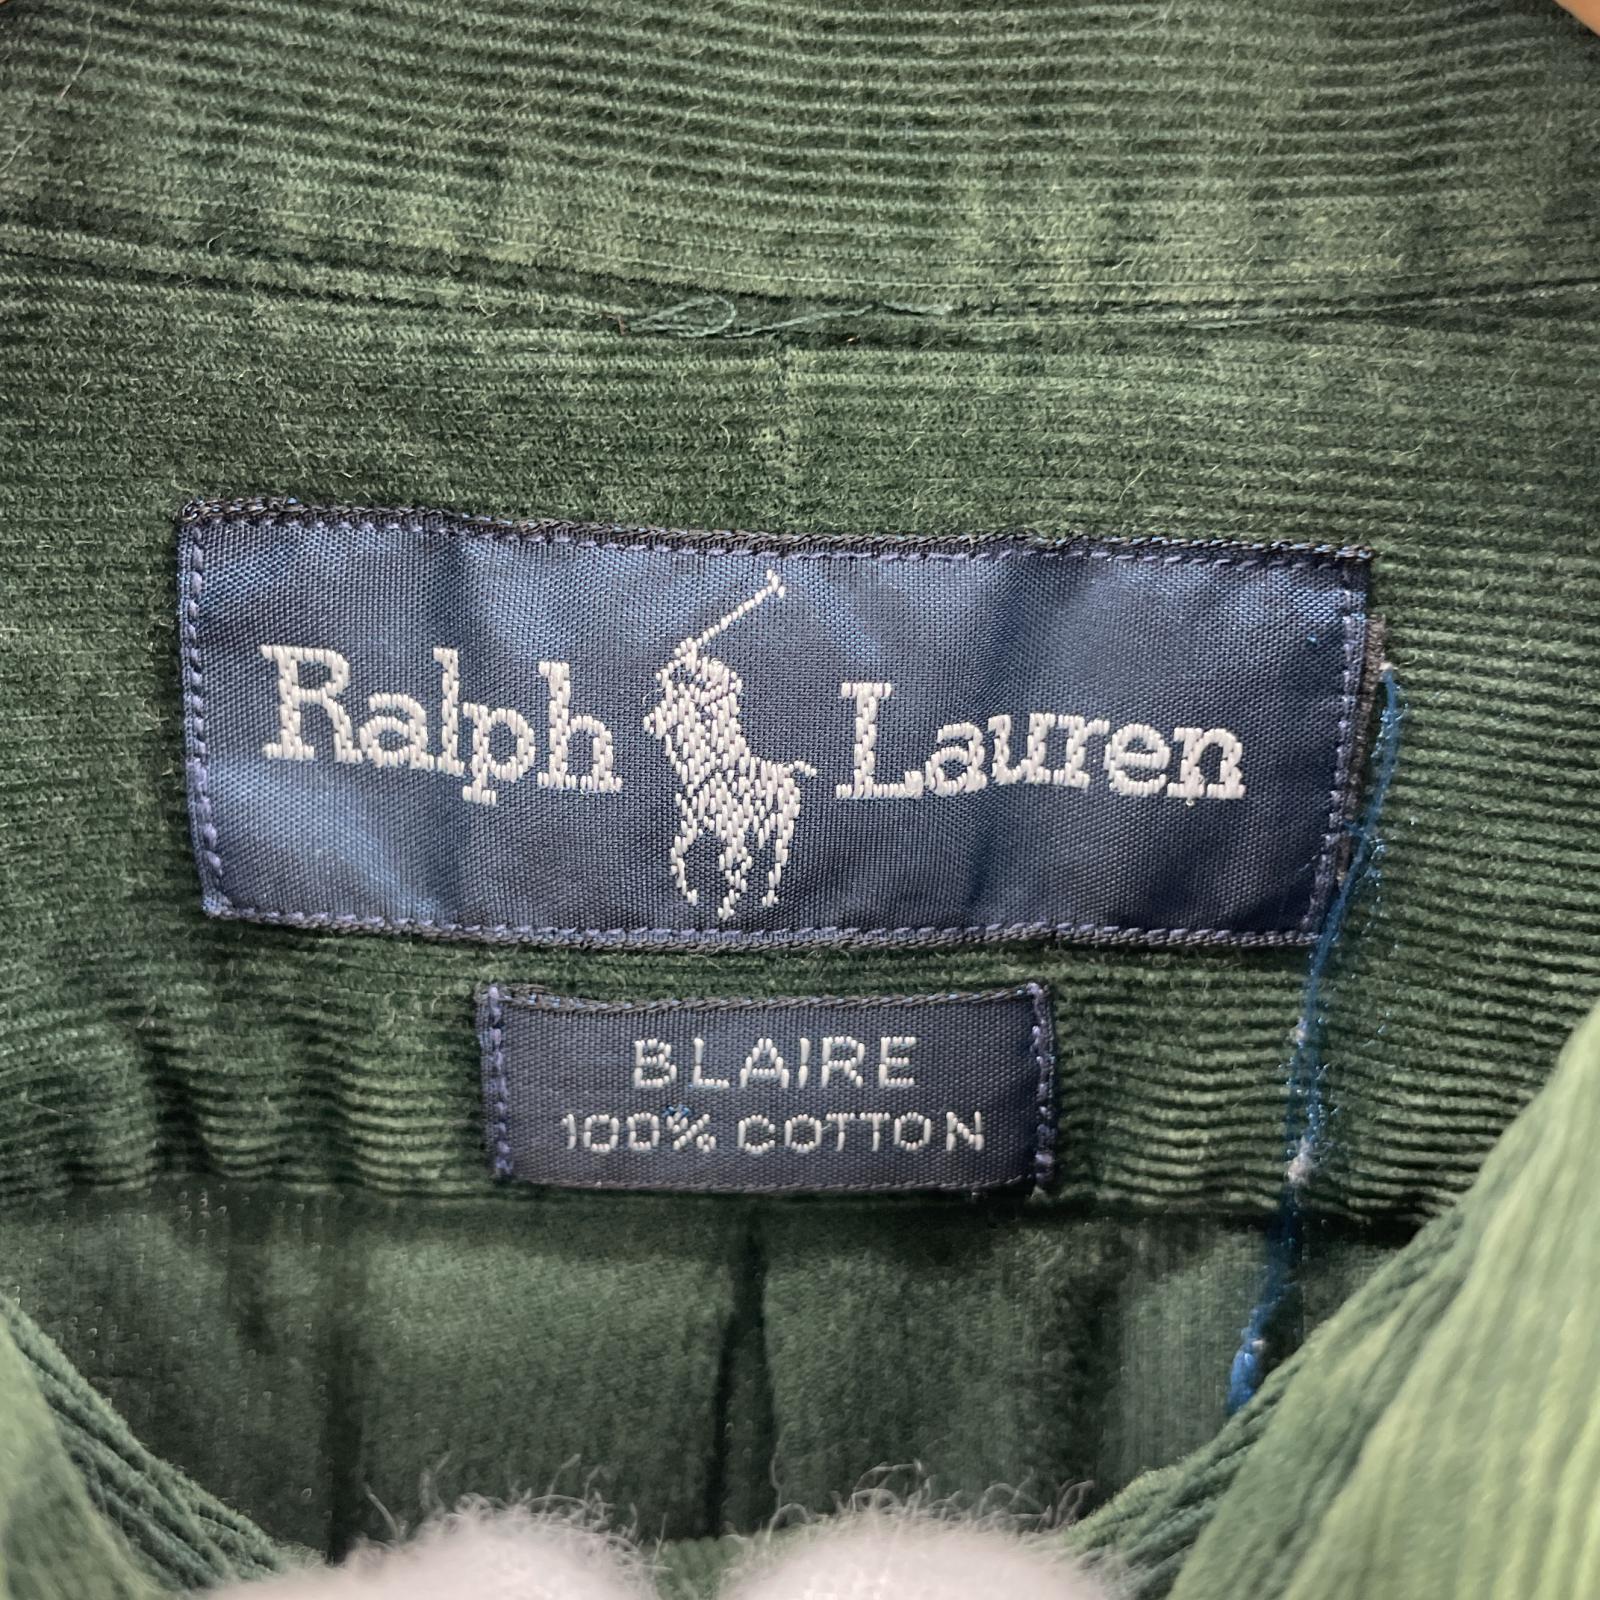 Ralph Lauren
BLAIRE
100% COTTON